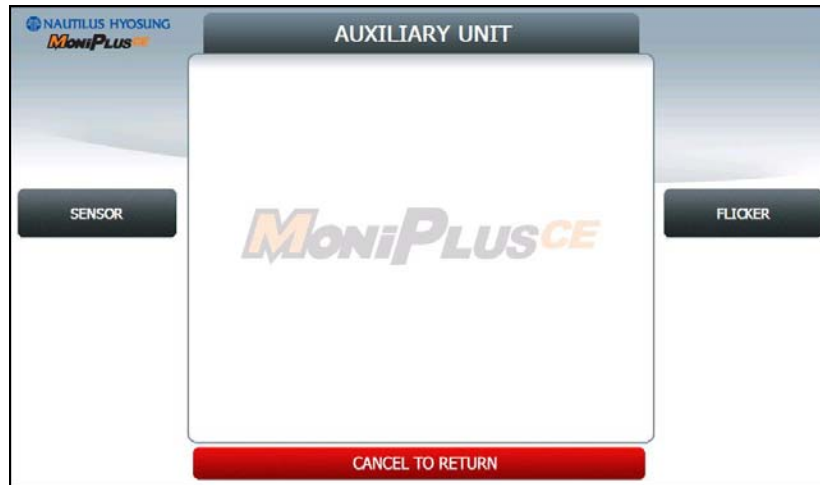 NAUTILUS HYOSUNG
MoniPlusCE
AUXILIARY UNIT
SENSOR
FLICKER
MoniPlusCE
CANCEL TO RETURN